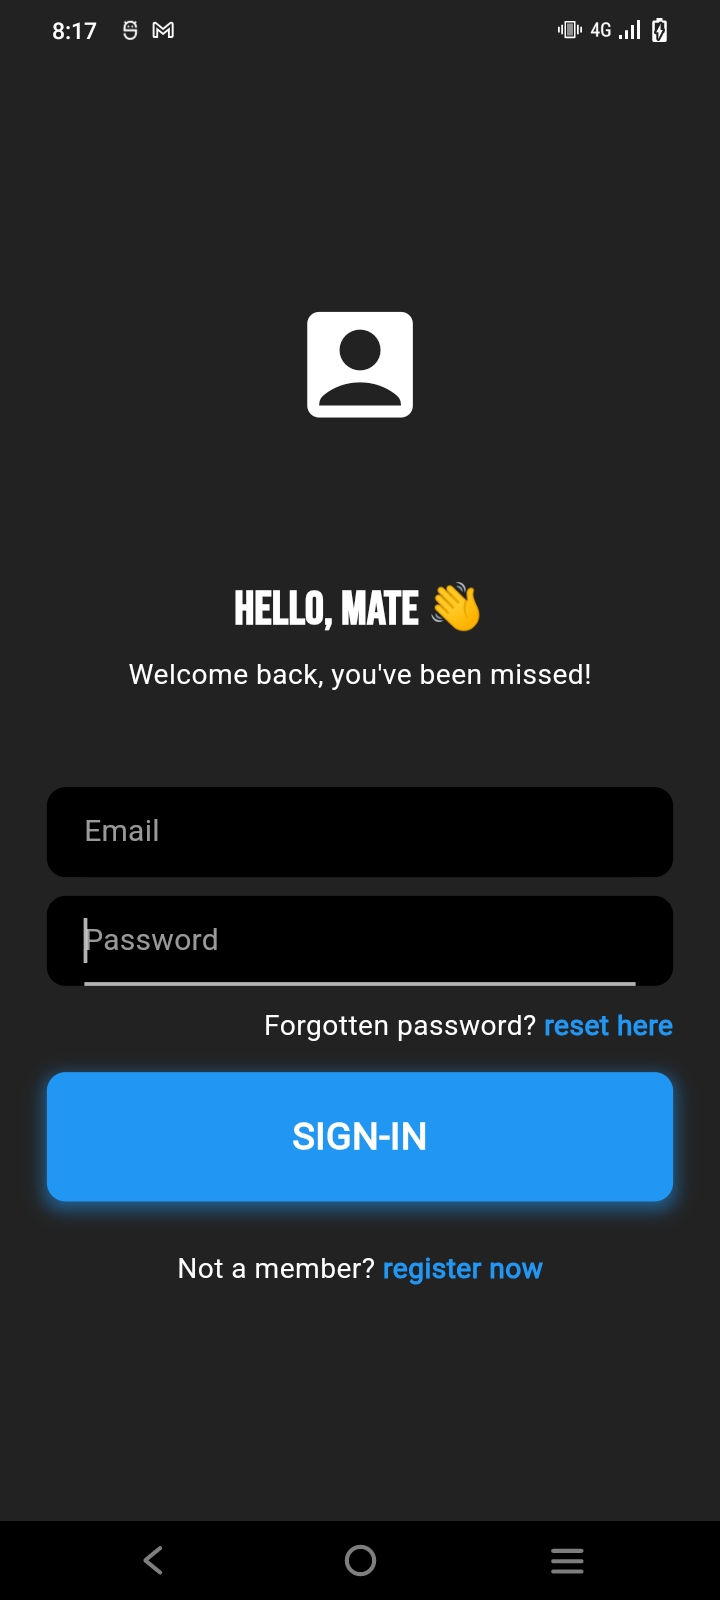 8:17 4G
HELLO, MATE 👋
Welcome back, you've been missed!
Email
Password
Forgotten password? reset here
SIGN-IN
Not a member? register now